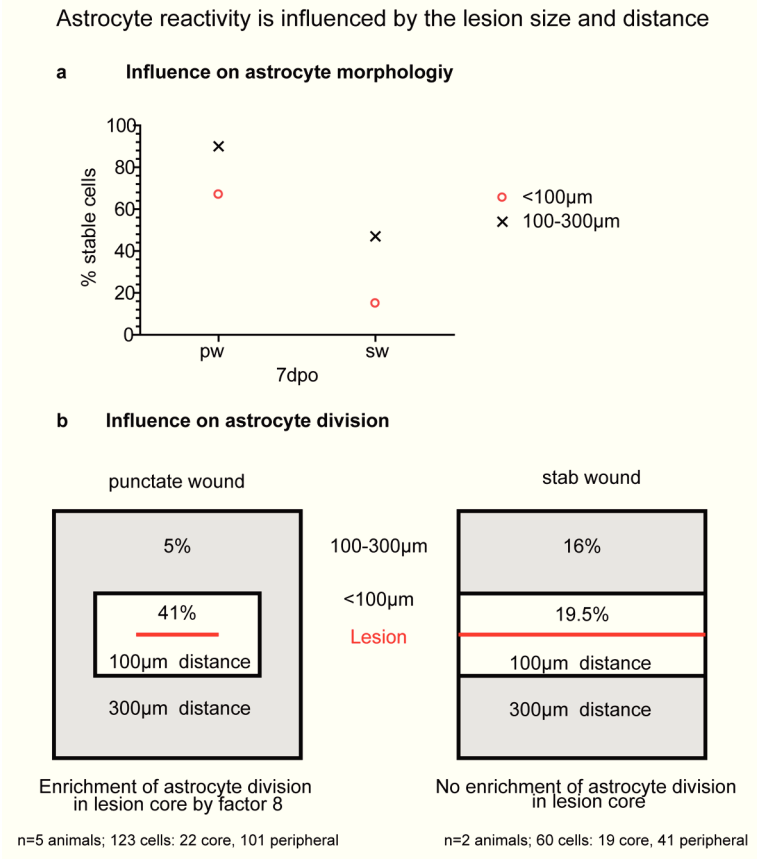 Astrocyte reactivity is influenced by the lesion size and distance
a Influence on astrocyte morphologiy
100
80
60
40
20
0
% stable cells
pw sw
7dpo
<100µm
100-300µm
b Influence on astrocyte division
punctate wound
stab wound
5%
100-300µm
16%
<100µm
41%
19.5%
Lesion
100µm distance
100µm distance
300µm distance
300µm distance
Enrichment of astrocyte division
in lesion core by factor 8
No enrichment of astrocyte division
in lesion core
n=5 animals; 123 cells: 22 core, 101 peripheral
n=2 animals; 60 cells: 19 core, 41 peripheral